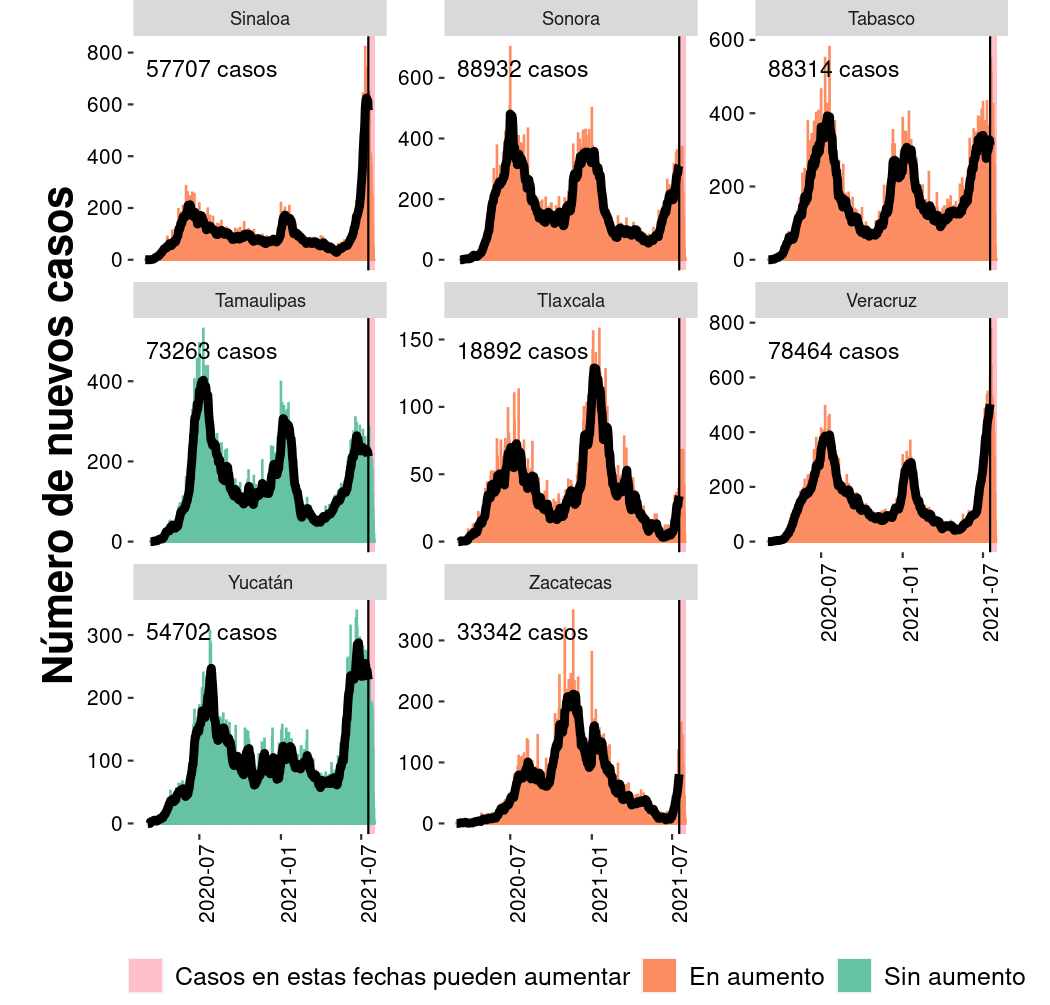 Número de nuevos casos
Sinaloa
Sonora
Tabasco
57707 casos
88932 casos
88314 casos
800
600
400
200
0
600
400
200
0
600
400
200
0
Tamaulipas
Tlaxcala
Veracruz
73263 casos
18892 casos
78464 casos
400
200
0
150
100
50
0
800
600
400
200
0
2020-07
2021-01
2021-07
Yucatán
Zacatecas
54702 casos
33342 casos
300
200
100
0
300
200
100
0
2020-07
2021-01
2021-07
2020-07
2021-01
2021-07
Casos en estas fechas pueden aumentar
En aumento
Sin aumento